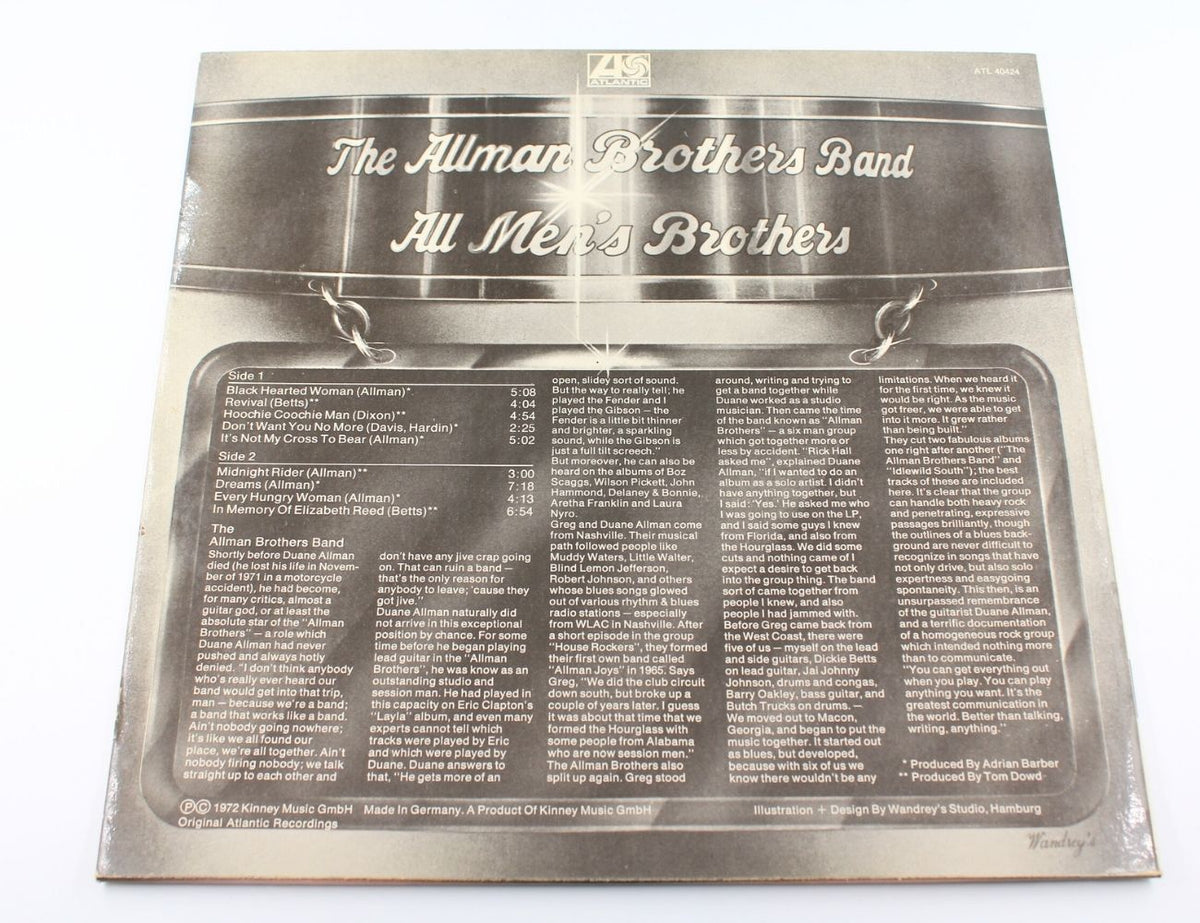 ATLANTIC
ATL 40424
The Allman Brothers Band
All Men's Brothers
Side 1
Black Hearted Woman (Allman)* 5:08
Revival (Betts)** 4:04
Hoochie Coochie Man (Dixon)** 4:54
Don't Want You No More (Davis, Hardin)* 2:25
It's Not My Cross To Bear (Allman)* 5:02
Side 2
Midnight Rider (Allman)** 3:00
Dreams (Allman)* 7:18
Every Hungry Woman (Allman)* 4:13
In Memory Of Elizabeth Reed (Betts)** 6:54
The
Allman Brothers Band
Shortly before Duane Allman
died (he lost his life in Novem-
ber of 1971 in a motorcycle
accident), he had become,
for many critics, almost a
guitar god, or at least the
absolute star of the "Allman
Brothers" — a role which
Duane Allman had never
pushed and always hotly
denied. "I don't think anybody
who's really ever heard our
band would get into that trip,
man — because we're a band;
a band that works like a band.
Ain't nobody going nowhere;
it's like we all found our
place, we're all together. Ain't
nobody firing nobody; we talk
straight up to each other and
don't have any jive crap going
on. That can ruin a band —
that's the only reason for
anybody to leave; 'cause they
got jive."
Duane Allman naturally did
not arrive in this exceptional
position by chance. For some
time before he began playing
lead guitar in the "Allman
Brothers", he was know as an
outstanding studio and
session man. He had played in
this capacity on Eric Clapton's
"Layla" album, and even many
experts cannot tell which
tracks were played by Eric
and which were played by
Duane. Duane answers to
that, "He gets more of an
open, slidey sort of sound.
But the way to really tell; he
played the Fender and I
played the Gibson — the
Fender is a little bit thinner
and brighter, a sparkling
sound, while the Gibson is
just a full tilt screech."
But moreover, he can also be
heard on the albums of Boz
Scaggs, Wilson Pickett, John
Hammond, Delaney & Bonnie,
Aretha Franklin and Laura
Nyro.
Greg and Duane Allman come
from Nashville. Their musical
path followed people like
Muddy Waters, Little Walter,
Blind Lemon Jefferson,
Robert Johnson, and others
whose blues songs glowed
out of various rhythm & blues
radio stations — especially
from WLAC in Nashville. After
a short episode in the group
"House Rockers", they formed
their first own band called
"Allman Joys" in 1965. Says
Greg, "We did the club circuit
down south, but broke up a
couple of years later. I guess
it was about that time that we
formed the Hourglass with
some people from Alabama
who are now session men."
The Allman Brothers also
split up again. Greg stood
around, writing and trying to
get a band together while
Duane worked as a studio
musician. Then came the time
of the band known as "Allman
Brothers" — a six man group
which got together more or
less by accident. "Rick Hall
asked me", explained Duane
Allman, "if I wanted to do an
album as a solo artist. I didn't
have anything together, but
I said: 'Yes.' He asked me who
I was going to use on the LP,
and I said some guys I knew
from Florida, and also from
the Hourglass. We did some
cuts and nothing came of I
expect a desire to get back
into the group thing. The band
sort of came together from
people I knew, and also
people I had jammed with.
Before Greg came back from
the West Coast, there were
five of us — myself on the lead
and side guitars, Dickie Betts
on lead guitar, Jai Johnny
Johnson, drums and congas,
Barry Oakley, bass guitar, and
Butch Trucks on drums. —
We moved out to Macon,
Georgia, and began to put the
music together. It started out
as blues, but developed,
because with six of us we
know there wouldn't be any
limitations. When we heard it
for the first time, we knew it
would be right. As the music
got freer, we were able to get
into it more. It grew rather
than being built."
They cut two fabulous albums
one right after another ("The
Allman Brothers Band" and
"Idlewild South"); the best
tracks of these are included
here. It's clear that the group
can handle both heavy rock
and penetrating, expressive
passages brilliantly, though
the outlines of a blues back-
ground are never difficult to
recognize in songs that have
not only drive, but also solo
expertness and easygoing
spontaneity. This then, is an
unsurpassed remembrance
of the guitarist Duane Allman,
and a terrific documentation
of a homogeneous rock group
which intended nothing more
than to communicate.
"You can get everything out
when you play. You can play
anything you want. It's the
greatest communication in
the world. Better than talking,
writing, anything."
* Produced By Adrian Barber
** Produced By Tom Dowd
Ⓟ© 1972 Kinney Music GmbH Made in Germany. A Product Of Kinney Music GmbH Illustration + Design By Wandrey's Studio, Hamburg
Original Atlantic Recordings
Wandrey's